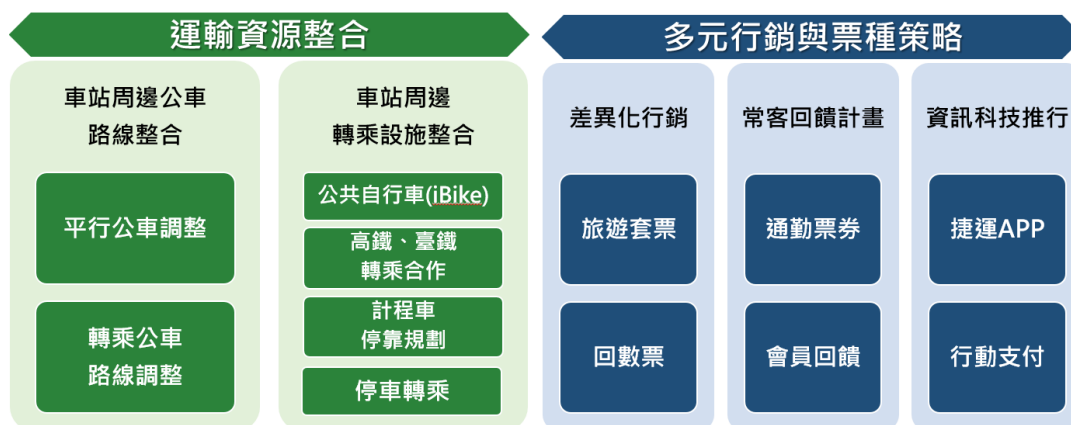 運輸資源整合
車站周邊公車
路線整合
平行公車調整
轉乘公車
路線調整
車站周邊
轉乘設施整合
公共自行車(iBike)
高鐵、臺鐵
轉乘合作
計程車
停靠規劃
停車轉乘
多元行銷與票種策略
差異化行銷
旅遊套票
回數票
常客回饋計畫
通勤票券
會員回饋
資訊科技推行
捷運APP
行動支付